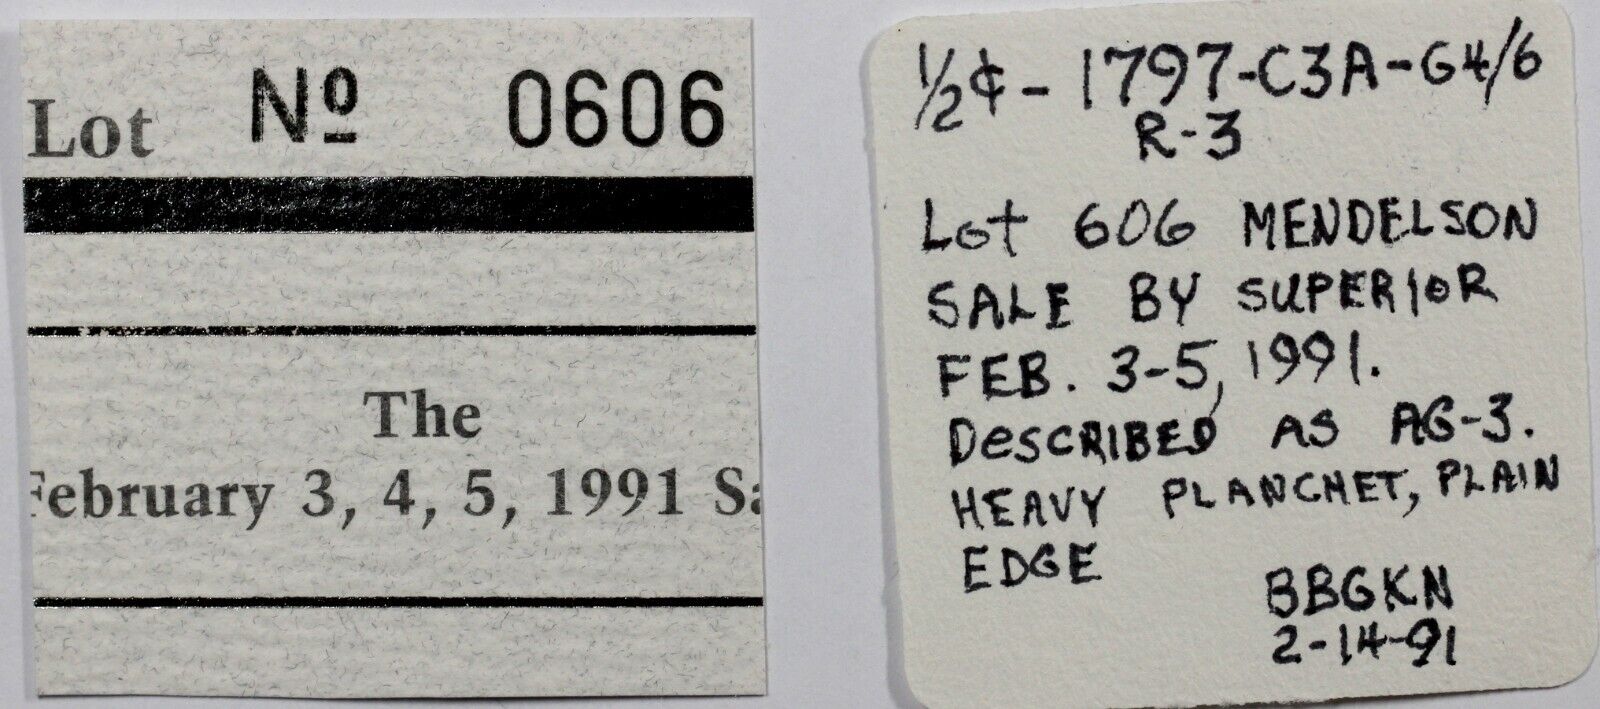 Lot Nº 0606
The
February 3, 4, 5, 1991 Sa
½¢-1797-C3A-G4/6
R-3
Lot 606 MENDELSON
SALE BY SUPERIOR
FEB. 3-5, 1991.
DeSCRIBED AS AG-3.
HEAVY PLANCHET, PLAIN
EDGE
BBGKN
2-14-91